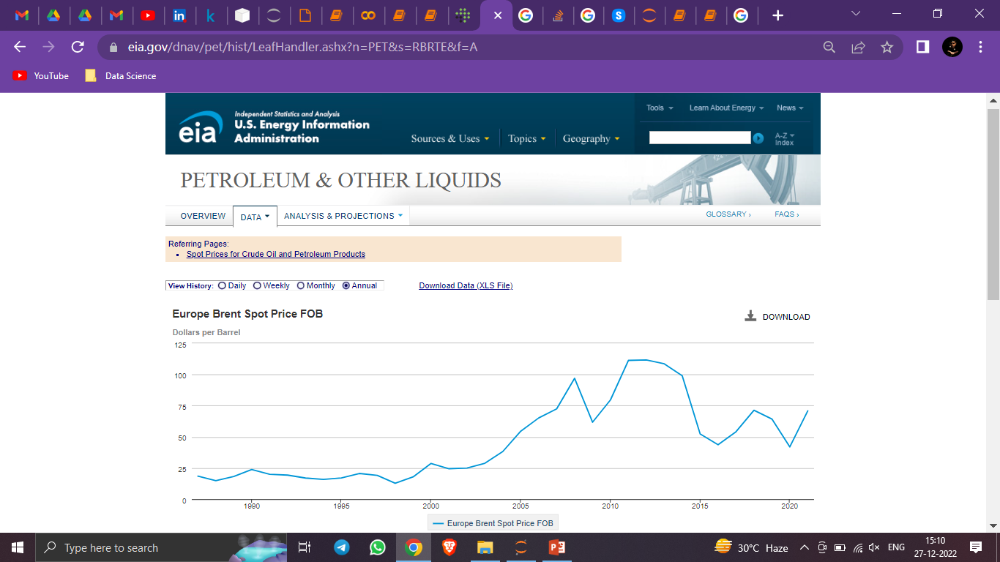 eia.gov/dnav/pet/hist/LeafHandler.ashx?n=PET&s=RBRTE&f=A
YouTube
Data Science
Tools
Learn About Energy
News
Independent Statistics and Analysis
eia U.S. Energy Information
Administration
Sources & Uses
Topics
Geography
A-Z
Index
PETROLEUM & OTHER LIQUIDS
OVERVIEW
DATA
ANALYSIS & PROJECTIONS
GLOSSARY ›
FAQS ›
Referring Pages:
Spot Prices for Crude Oil and Petroleum Products
View History: Daily Weekly Monthly Annual
Download Data (XLS File)
Europe Brent Spot Price FOB
DOWNLOAD
Dollars per Barrel
125
100
75
50
25
0
1990 1995 2000 2005 2010 2015 2020
Europe Brent Spot Price FOB
Type here to search
30°C Haze
ENG
15:10
27-12-2022